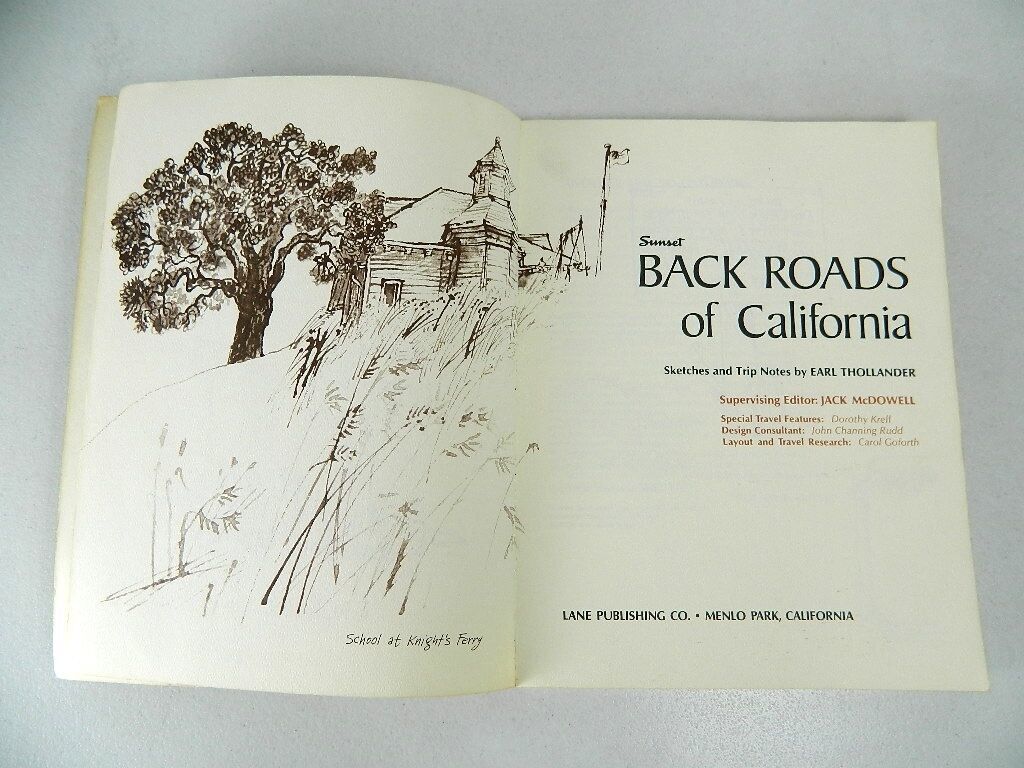 School at Knight's Ferry
Sunset
BACK ROADS
of California
Sketches and Trip Notes by EARL THOLLANDER
Supervising Editor: JACK McDOWELL
Special Travel Features: Dorothy Krell
Design Consultant: John Channing Rudd
Layout and Travel Research: Carol Goforth
LANE PUBLISHING CO. • MENLO PARK, CALIFORNIA